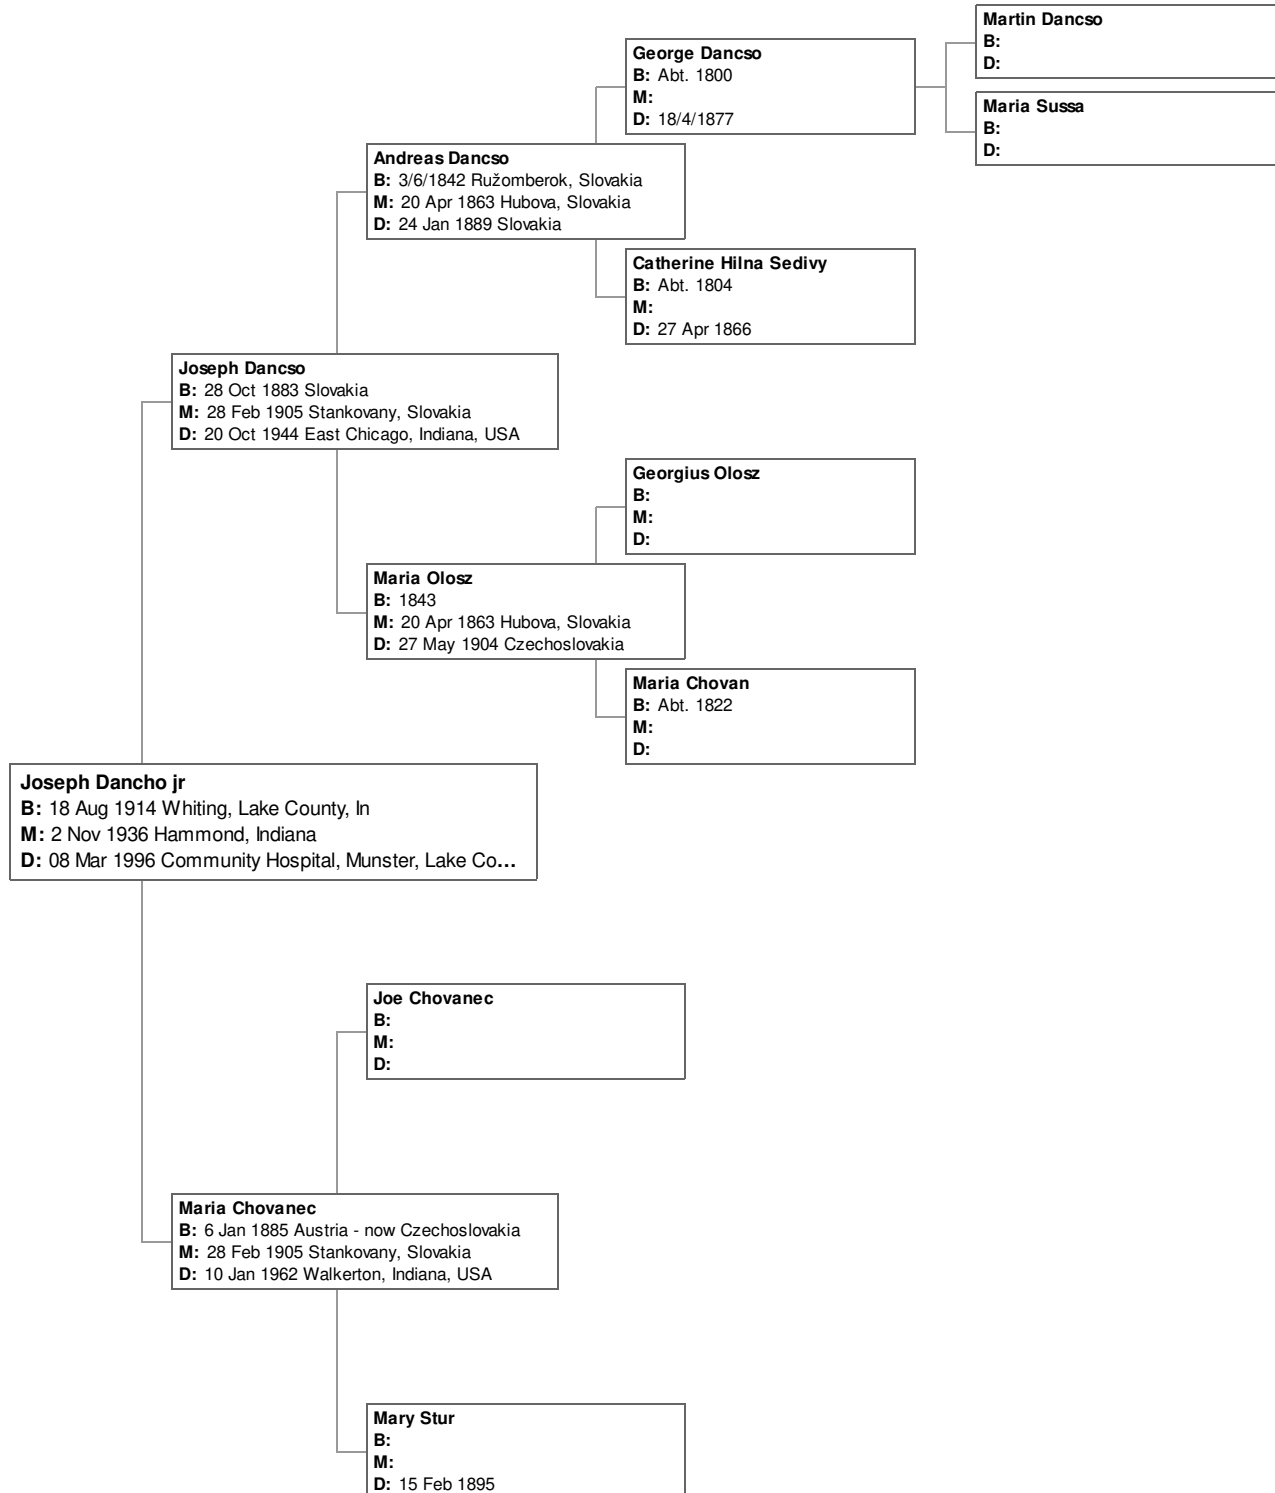 Martin Dancso
B:
D:
George Dancso
B: Abt. 1800
M:
D: 18/4/1877
Maria Sussa
B:
D:
Andreas Dancso
B: 3/6/1842 Ružomberok, Slovakia
M: 20 Apr 1863 Hubova, Slovakia
D: 24 Jan 1889 Slovakia
Catherine Hilna Sedivy
B: Abt. 1804
M:
D: 27 Apr 1866
Joseph Dancso
B: 28 Oct 1883 Slovakia
M: 28 Feb 1905 Stankovany, Slovakia
D: 20 Oct 1944 East Chicago, Indiana, USA
Georgius Olosz
B:
M:
D:
Maria Olosz
B: 1843
M: 20 Apr 1863 Hubova, Slovakia
D: 27 May 1904 Czechoslovakia
Maria Chovan
B: Abt. 1822
M:
D:
Joseph Dancho jr
B: 18 Aug 1914 Whiting, Lake County, In
M: 2 Nov 1936 Hammond, Indiana
D: 08 Mar 1996 Community Hospital, Munster, Lake Co...
Joe Chovanec
B:
M:
D:
Maria Chovanec
B: 6 Jan 1885 Austria - now Czechoslovakia
M: 28 Feb 1905 Stankovany, Slovakia
D: 10 Jan 1962 Walkerton, Indiana, USA
Mary Stur
B:
M:
D: 15 Feb 1895